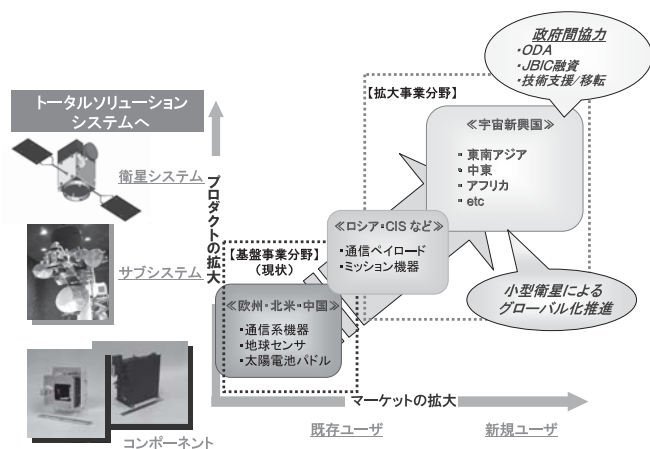 政府間協力
・ODA
・JBIC融資
・技術支援/移転
【拡大事業分野】
トータルソリューション
システムへ
≪宇宙新興国≫
・東南アジア
・中東
・アフリカ
・etc
衛星システム
プロダクトの拡大
≪ロシア・CISなど≫
・通信ペイロード
・ミッション機器
【基盤事業分野】
(現状)
サブシステム
≪欧州・北米・中国≫
・通信系機器
・地球センサ
・太陽電池パドル
小型衛星による
グローバル化推進
マーケットの拡大
コンポーネント
既存ユーザ
新規ユーザ